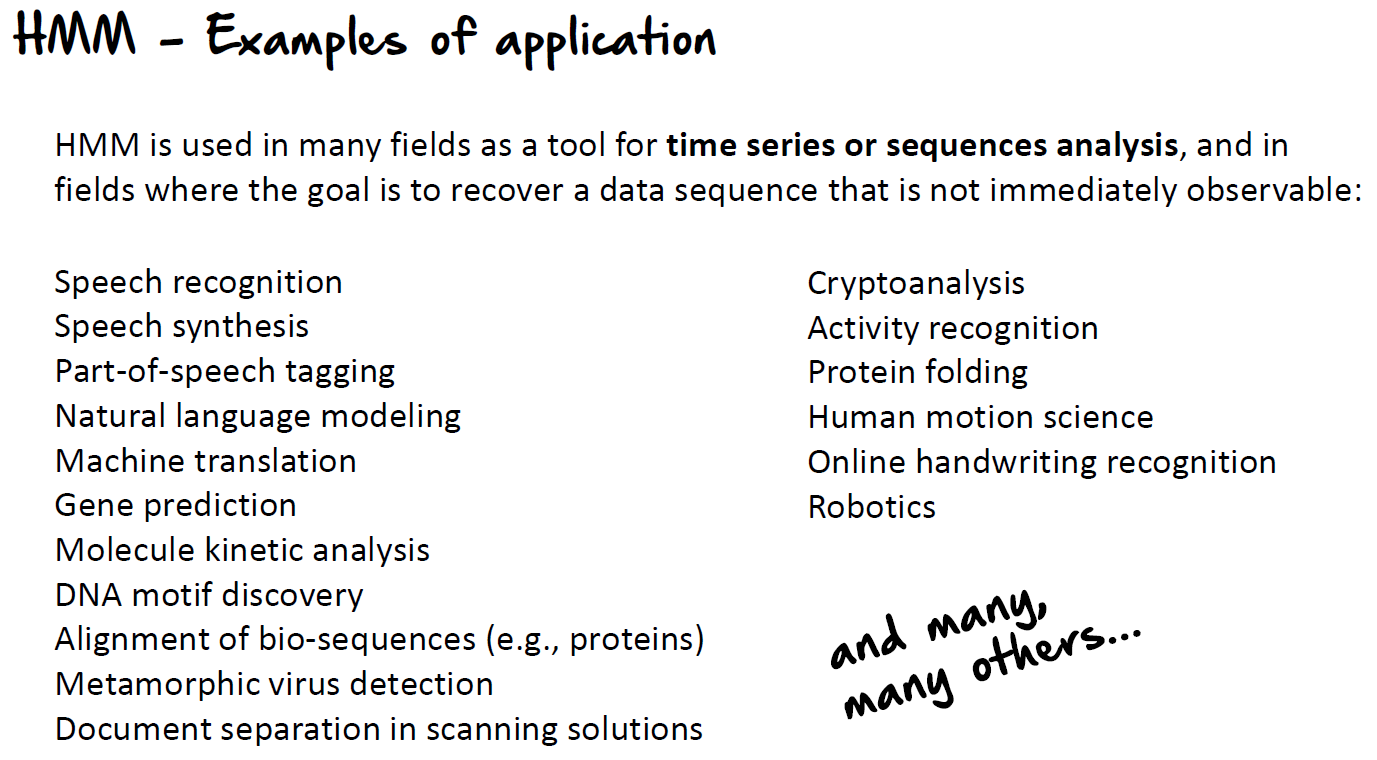 HMM – Examples of application
HMM is used in many fields as a tool for time series or sequences analysis, and in
fields where the goal is to recover a data sequence that is not immediately observable:
Speech recognition
Speech synthesis
Part-of-speech tagging
Natural language modeling
Machine translation
Gene prediction
Molecule kinetic analysis
DNA motif discovery
Alignment of bio-sequences (e.g., proteins)
Metamorphic virus detection
Document separation in scanning solutions
Cryptoanalysis
Activity recognition
Protein folding
Human motion science
Online handwriting recognition
Robotics
and many,
many others...